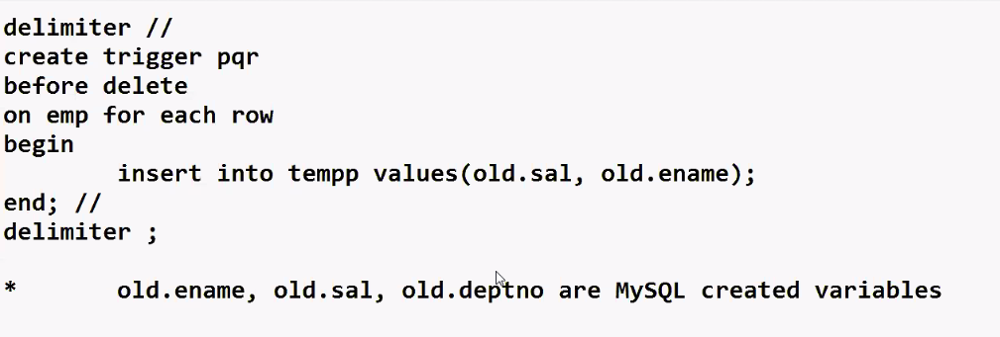 delimiter //
create trigger pqr
before delete
on emp for each row
begin
insert into tempp values(old.sal, old.ename);
end; //
delimiter ;
* old.ename, old.sal, old.deptno are MySQL created variables